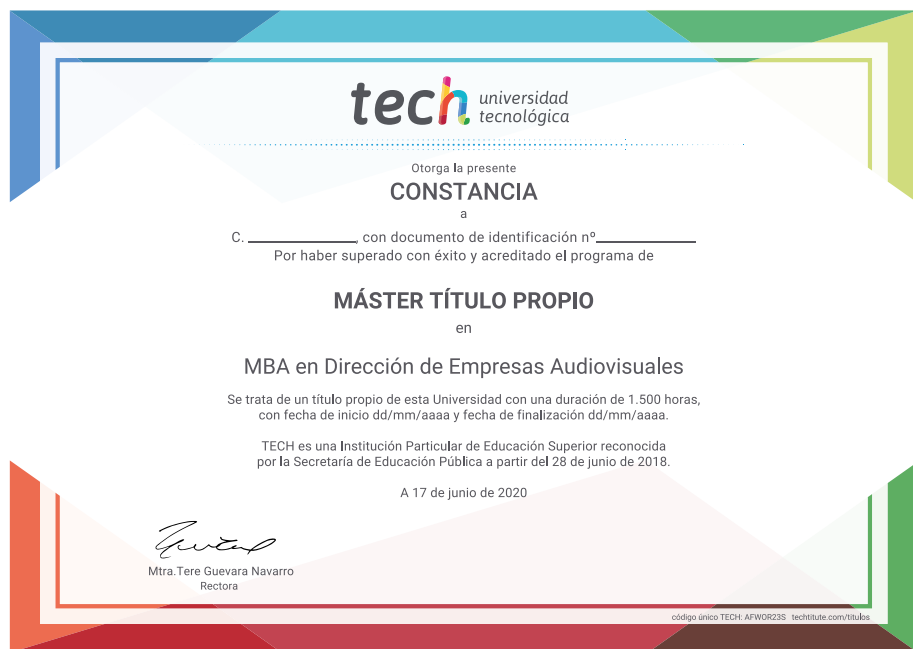 tech universidad
tecnológica
Otorga la presente
CONSTANCIA
a
C. ____________, con documento de identificación nº____________
Por haber superado con éxito y acreditado el programa de
MÁSTER TÍTULO PROPIO
en
MBA en Dirección de Empresas Audiovisuales
Se trata de un título propio de esta Universidad con una duración de 1.500 horas,
con fecha de inicio dd/mm/aaaa y fecha de finalización dd/mm/aaaa.
TECH es una Institución Particular de Educación Superior reconocida
por la Secretaría de Educación Pública a partir del 28 de junio de 2018.
A 17 de junio de 2020
Mtra.Tere Guevara Navarro
Rectora
código único TECH: AFWOR23S techtitute.com/titulos